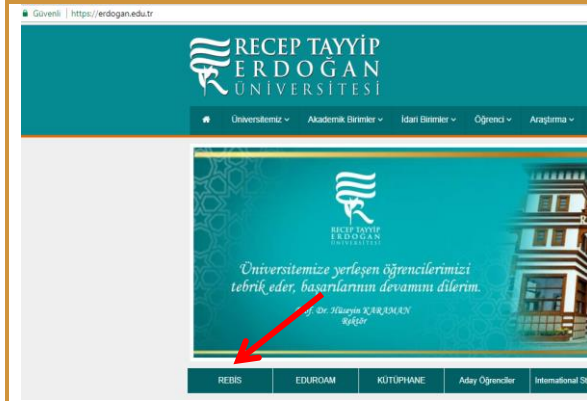 Güvenli | https://erdogan.edu.tr
RECEP TAYYİP
ERDOĞAN
ÜNİVERSİTESİ
Üniversitemiz Akademik Birimler İdari Birimler Öğrenci Araştırma
RECEP TAYYİP
ERDOĞAN
ÜNİVERSİTESİ
Üniversitemize yerleşen öğrencilerimizi
tebrik eder, başarılarının devamını dilerim.
Prof. Dr. Hüseyin KARAMAN
Rektör
REBİS EDUROAM KÜTÜPHANE Aday Öğrenciler International